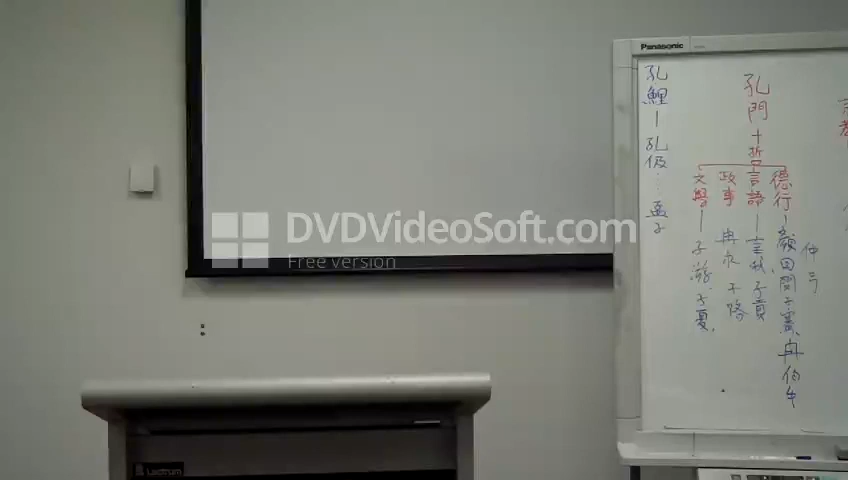 Panasonic
孔門十哲
德行-顏回閔子騫冉伯牛
仲弓
言語-宰我子貢
政事 冉求子路
文學-子游子夏
孔鯉-孔伋…孟子
DVDVideoSoft.com
Free version
Lectrum